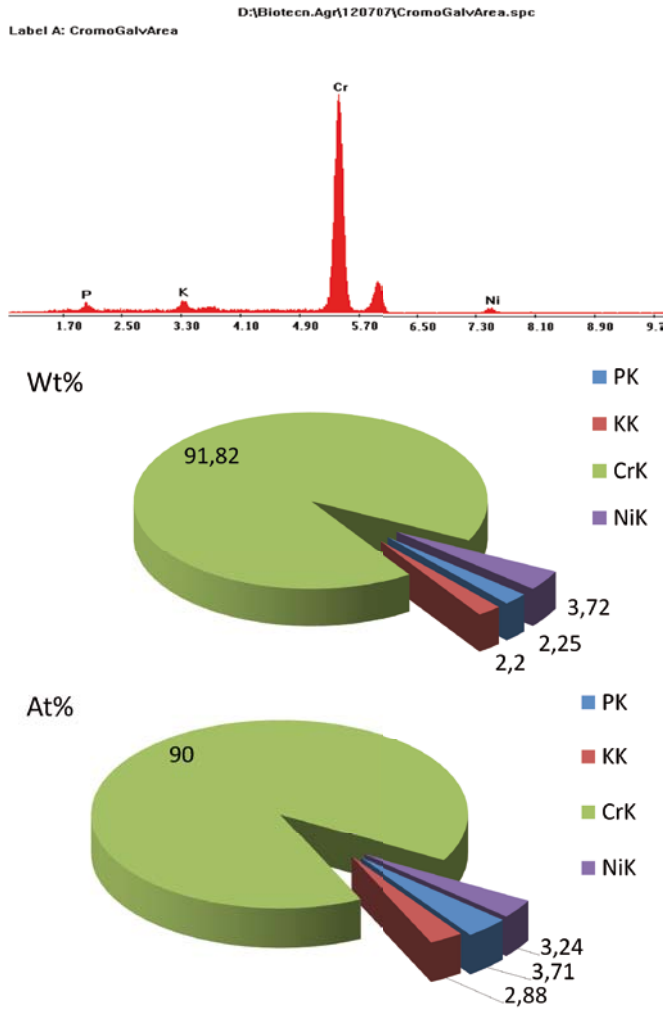 D:\Biotecn.Agr\120707\CromoGalvArea.spc
Label A: CromoGalvArea
Cr
P
K
Ni
1.70 2.50 3.30 4.10 4.90 5.70 6.50 7.30 8.10 8.90
Wt%
PK
KK
CrK
NiK
91,82
3,72
2,25
2,2
At%
PK
KK
CrK
NiK
90
3,24
3,71
2,88